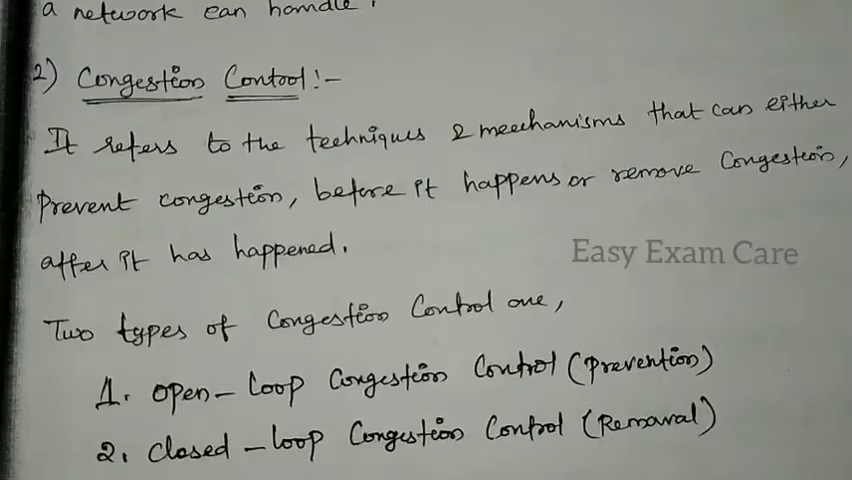 a network can handle.
2) Congestion Control:-
It refers to the techniques & mechanisms that can either
prevent congestion, before it happens or remove congestion,
after it has happened.
Easy Exam Care
Two types of Congestion Control are,
1. open-loop Congestion Control (prevention)
2. closed-loop Congestion Control (Removal)